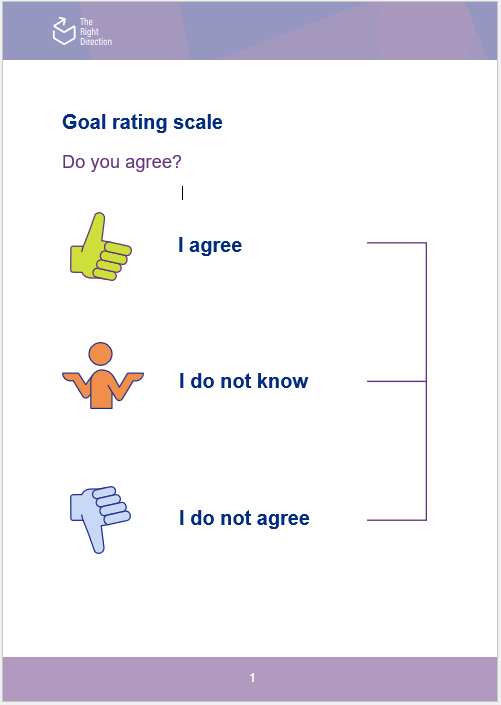 The
Right
Direction
Goal rating scale
Do you agree?
I agree
I do not know
I do not agree
1